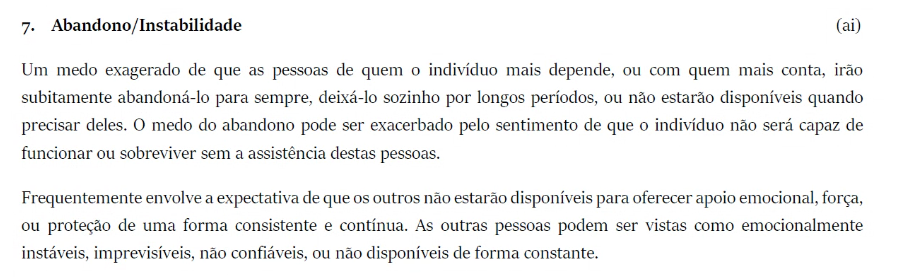 7. Abandono/Instabilidade (ai)
Um medo exagerado de que as pessoas de quem o indivíduo mais depende, ou com quem mais conta, irão
subitamente abandoná-lo para sempre, deixá-lo sozinho por longos períodos, ou não estarão disponíveis quando
precisar deles. O medo do abandono pode ser exacerbado pelo sentimento de que o indivíduo não será capaz de
funcionar ou sobreviver sem a assistência destas pessoas.
Frequentemente envolve a expectativa de que os outros não estarão disponíveis para oferecer apoio emocional, força,
ou proteção de uma forma consistente e contínua. As outras pessoas podem ser vistas como emocionalmente
instáveis, imprevisíveis, não confiáveis, ou não disponíveis de forma constante.